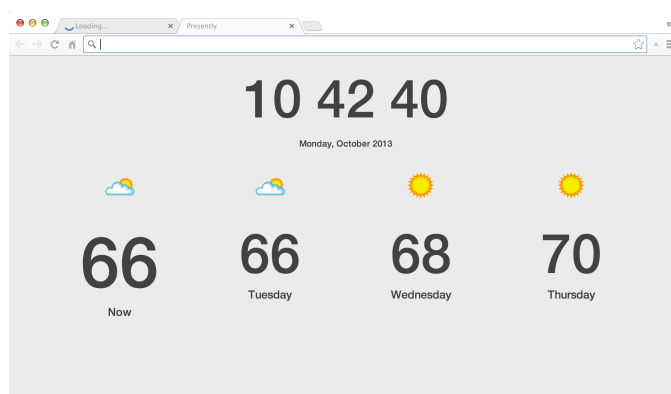 Loading...
Presently
10 42 40
Monday, October 2013
66
66
68
70
Now
Tuesday
Wednesday
Thursday